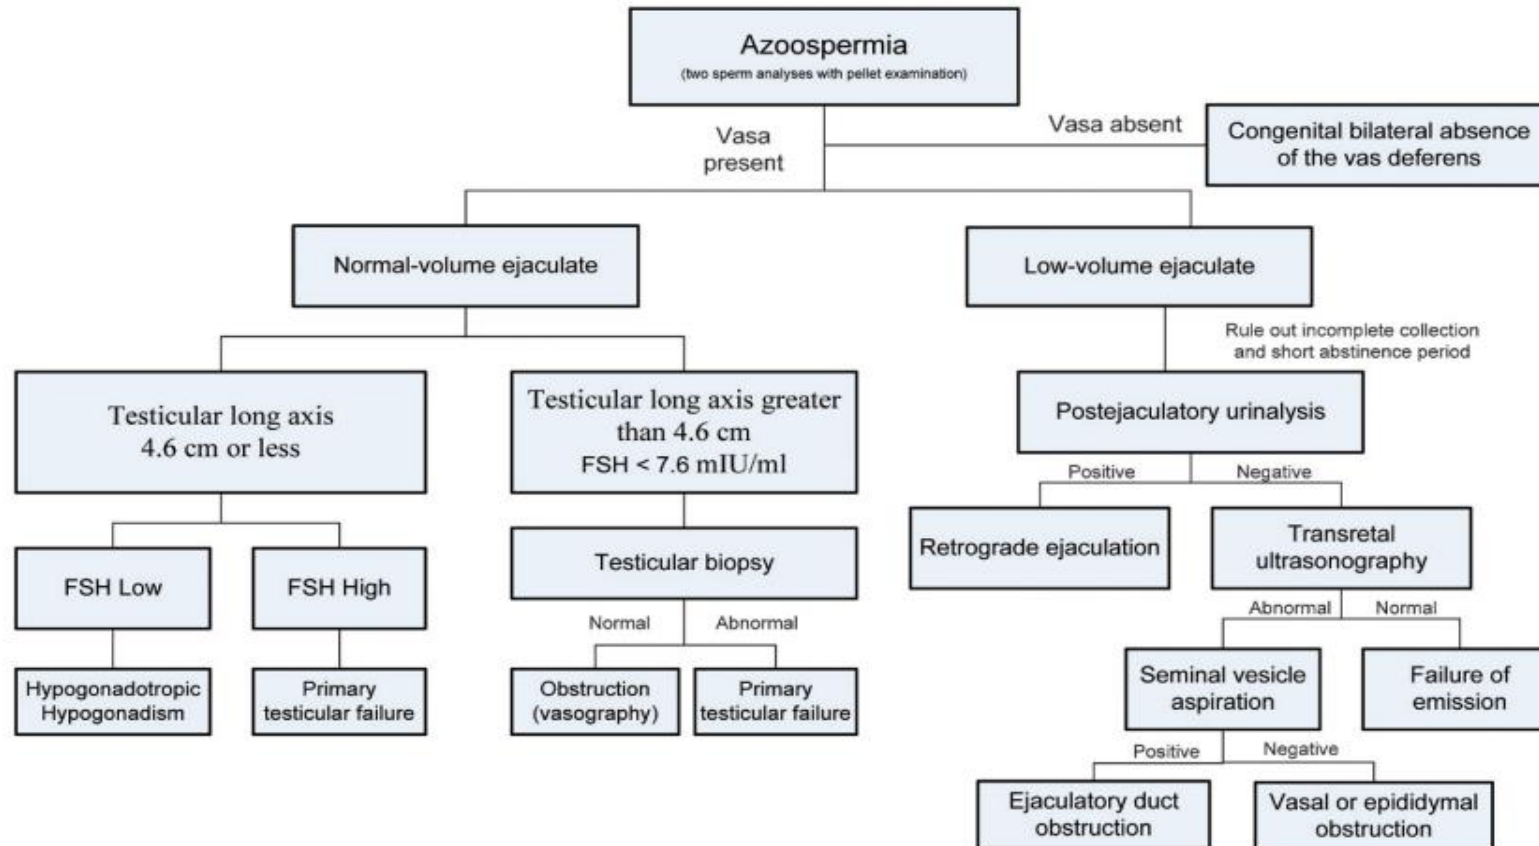 Azoospermia
(two sperm analyses with pellet examination)
Vasa
present
Vasa absent
Congenital bilateral absence
of the vas deferens
Normal-volume ejaculate
Low-volume ejaculate
Rule out incomplete collection
and short abstinence period
Testicular long axis
4.6 cm or less
Testicular long axis greater
than 4.6 cm
FSH < 7.6 mIU/ml
Postejaculatory urinalysis
Positive
Negative
FSH Low
FSH High
Testicular biopsy
Retrograde ejaculation
Transretal
ultrasonography
Normal
Abnormal
Abnormal
Normal
Hypogonadotropic
Hypogonadism
Primary
testicular failure
Obstruction
(vasography)
Primary
testicular failure
Seminal vesicle
aspiration
Failure of
emission
Positive
Negative
Ejaculatory duct
obstruction
Vasal or epididymal
obstruction